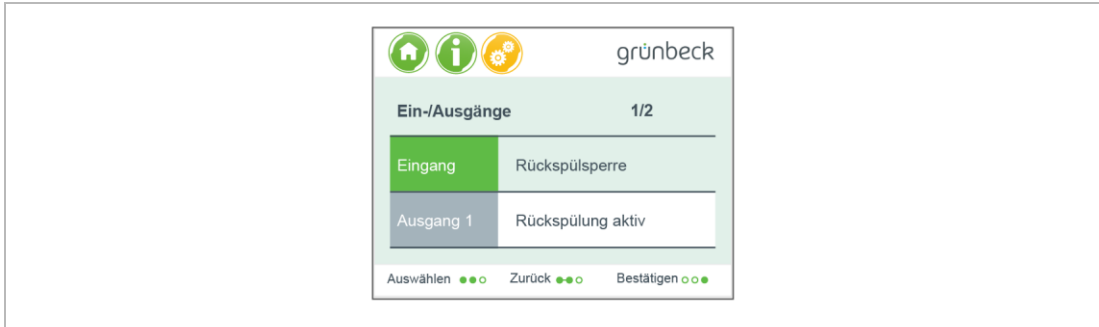 grünbeck
Ein-/Ausgänge 1/2
Eingang Rückspülsperre
Ausgang 1 Rückspülung aktiv
Auswählen Zurück Bestätigen